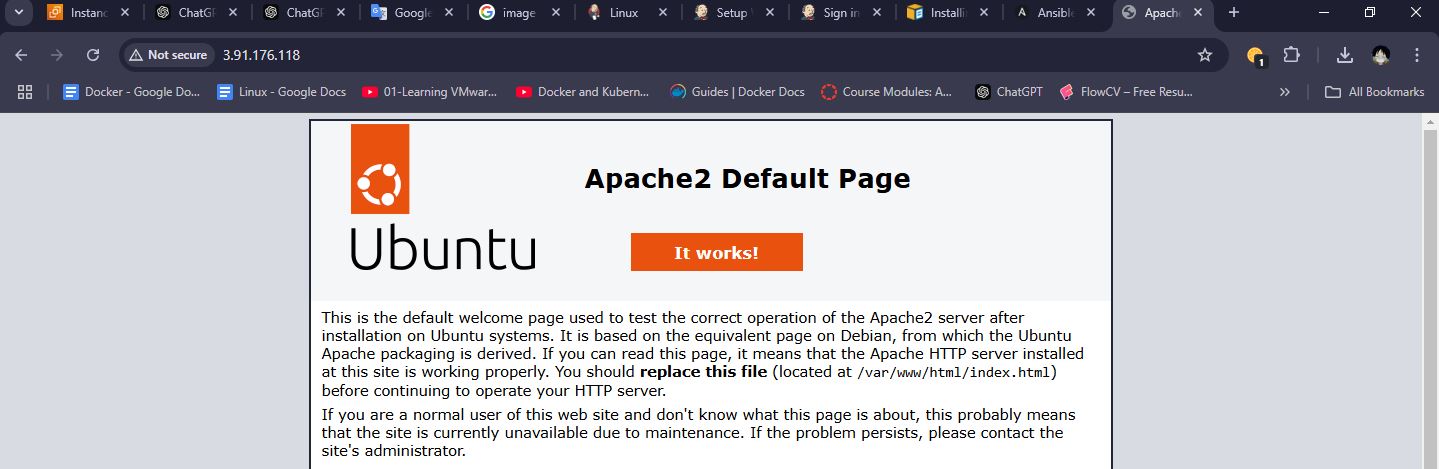 Instanc
ChatGP
ChatGP
Google
image
Linux
Setup
Sign in
Installi
Ansible
Apache
Not secure
3.91.176.118
1
Docker - Google Do...
Linux - Google Docs
01-Learning VMwar...
Docker and Kubern...
Guides | Docker Docs
Course Modules: A...
ChatGPT
FlowCV – Free Resu...
All Bookmarks
Apache2 Default Page
Ubuntu
It works!
This is the default welcome page used to test the correct operation of the Apache2 server after
installation on Ubuntu systems. It is based on the equivalent page on Debian, from which the Ubuntu
Apache packaging is derived. If you can read this page, it means that the Apache HTTP server installed
at this site is working properly. You should replace this file (located at /var/www/html/index.html)
before continuing to operate your HTTP server.
If you are a normal user of this web site and don't know what this page is about, this probably means
that the site is currently unavailable due to maintenance. If the problem persists, please contact the
site's administrator.